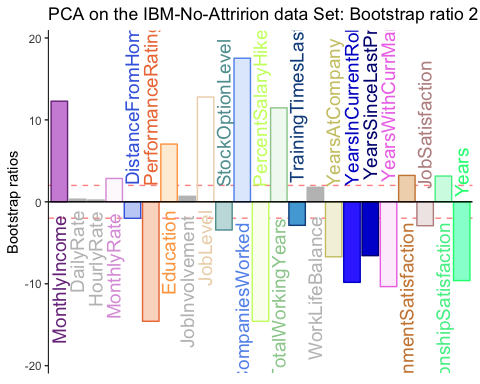 PCA on the IBM-No-Attririon data Set: Bootstrap ratio 2
Bootstrap ratios
20
10
0
-10
-20
MonthlyIncome
DailyRate
HourlyRate
MonthlyRate
DistanceFromHom
PerformanceRating
Education
JobInvolvement
JobLevel
StockOptionLevel
CompaniesWorked
PercentSalaryHike
TotalWorkingYears
TrainingTimesLast
WorkLifeBalance
YearsAtCompany
YearsInCurrentRol
YearsSinceLastPr
YearsWithCurrMa
nmentSatisfaction
JobSatisfaction
onshipSatisfaction
Years